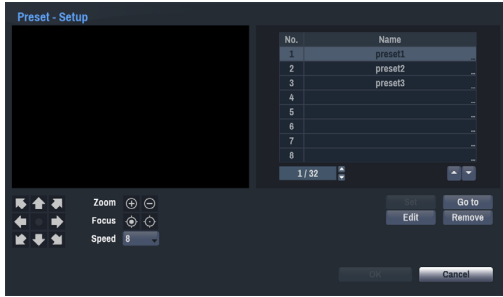 Preset - Setup
No. Name
1 preset1
2 preset2
3 preset3
4
5
6
7
8
1 / 32
Zoom
Focus
Speed 8
Set Go to
Edit Remove
OK Cancel